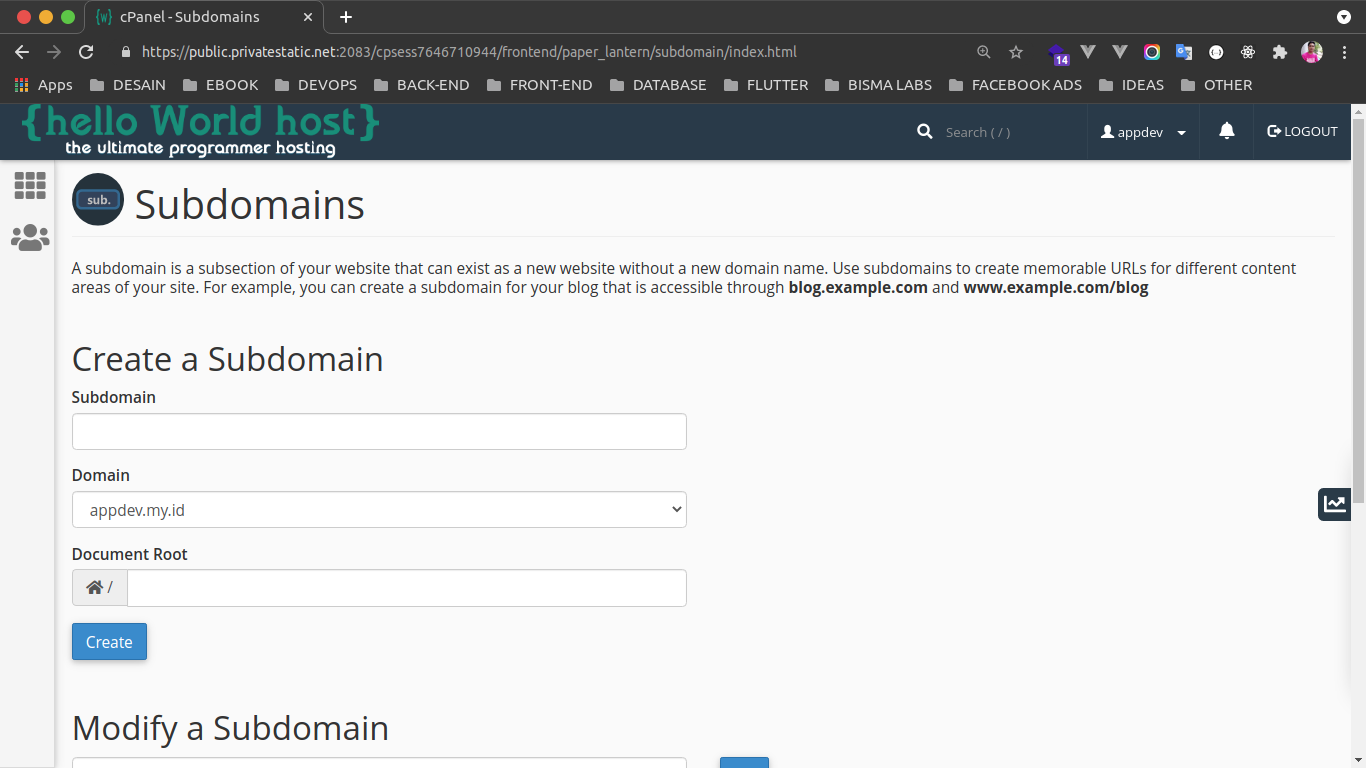 {w} cPanel - Subdomains
https://public.privatestatic.net:2083/cpsess7646710944/frontend/paper_lantern/subdomain/index.html
14
Apps DESAIN EBOOK DEVOPS BACK-END FRONT-END DATABASE FLUTTER BISMA LABS FACEBOOK ADS IDEAS OTHER
{hello World host}
the ultimate programmer hosting
Search ( / ) appdev LOGOUT
sub. Subdomains
A subdomain is a subsection of your website that can exist as a new website without a new domain name. Use subdomains to create memorable URLs for different content
areas of your site. For example, you can create a subdomain for your blog that is accessible through blog.example.com and www.example.com/blog
Create a Subdomain
Subdomain
Domain
appdev.my.id
Document Root
/
Create
Modify a Subdomain